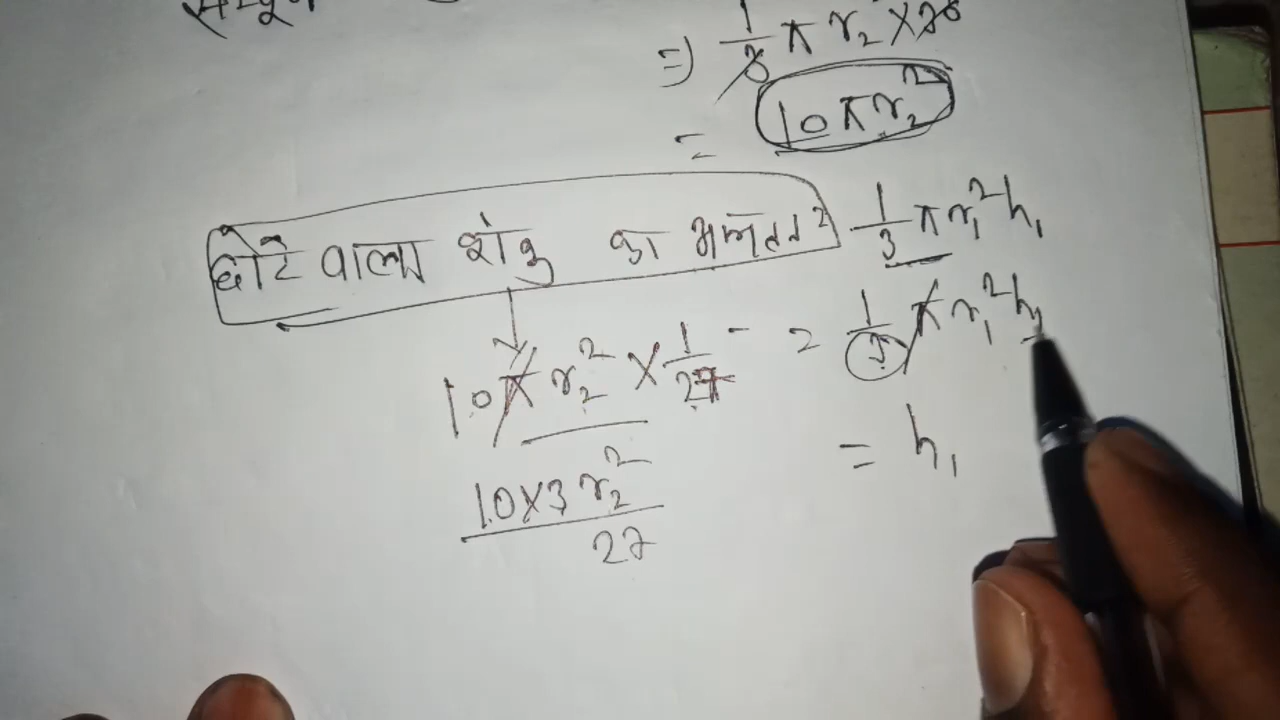 =) 1/3 π r₂ × 30
= 10πr₂²
छोटे वाला शंकु का 1/3 π r₁² h₁
10π r₂² × 1/27 = 1/3 π r₁² h₁
10×3 r₂² / 27 = h₁